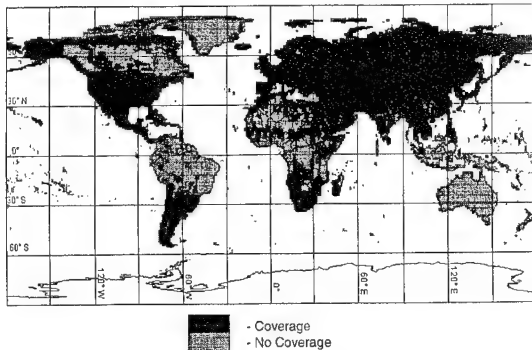 30° N
0°
30° S
60° S
120° W
60° W
0°
60° E
120° E
- Coverage
- No Coverage